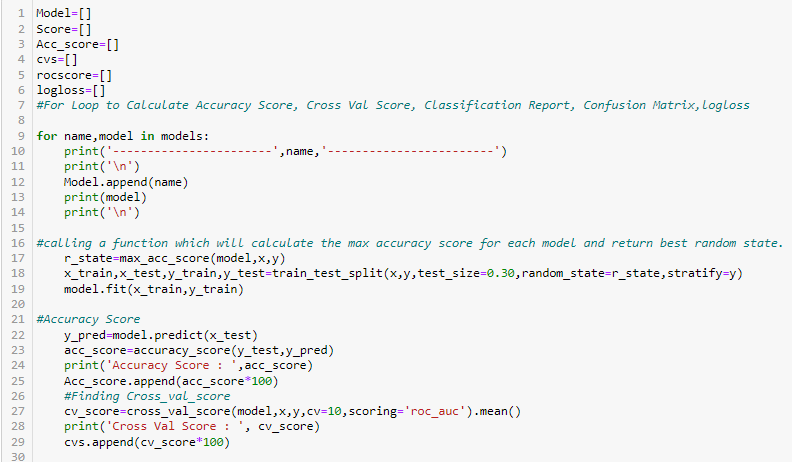 1 Model=[]
2 Score=[]
3 Acc_score=[]
4 cvs=[]
5 rocscore=[]
6 logloss=[]
7 #For Loop to Calculate Accuracy Score, Cross Val Score, Classification Report, Confusion Matrix,logloss
8
9 for name,model in models:
10     print('-----------------------',name,'------------------------')
11     print('\n')
12     Model.append(name)
13     print(model)
14     print('\n')
15
16 #calling a function which will calculate the max accuracy score for each model and return best random state.
17     r_state=max_acc_score(model,x,y)
18     x_train,x_test,y_train,y_test=train_test_split(x,y,test_size=0.30,random_state=r_state,stratify=y)
19     model.fit(x_train,y_train)
20
21 #Accuracy Score
22     y_pred=model.predict(x_test)
23     acc_score=accuracy_score(y_test,y_pred)
24     print('Accuracy Score : ',acc_score)
25     Acc_score.append(acc_score*100)
26     #Finding Cross_val_score
27     cv_score=cross_val_score(model,x,y,cv=10,scoring='roc_auc').mean()
28     print('Cross Val Score : ', cv_score)
29     cvs.append(cv_score*100)
30